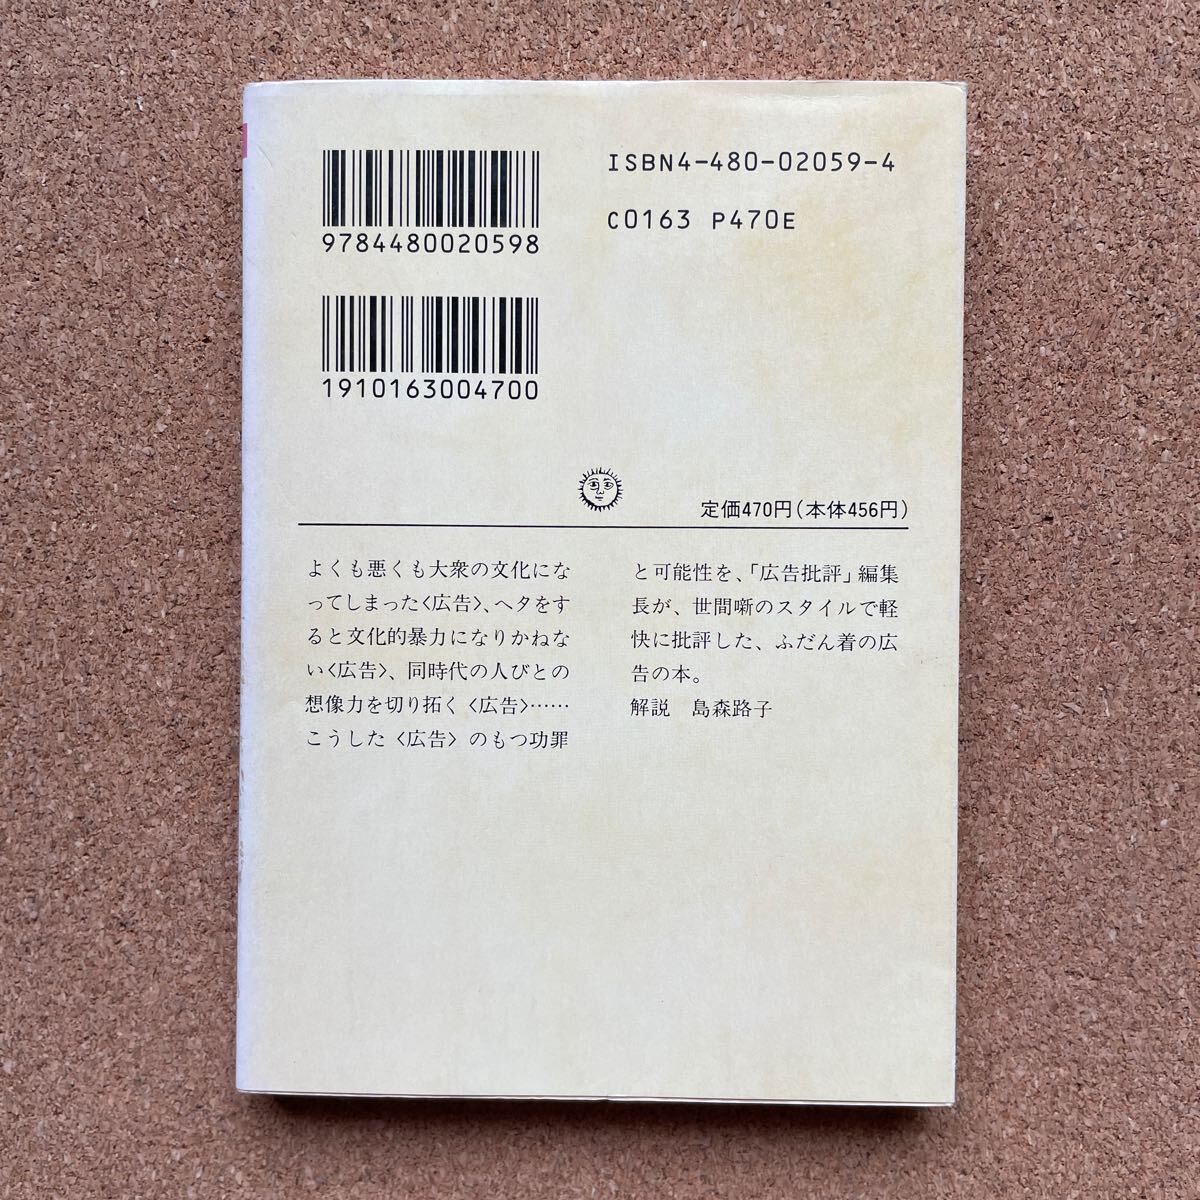 ISBN4-480-02059-4
C0163 P470E
9784480020598
1910163004700
定価470円(本体456円)
よくも悪くも大衆の文化にな
ってしまった〈広告〉、ヘタをす
ると文化的暴力になりかねな
い〈広告〉、同時代の人びとの
想像力を切り拓く〈広告〉……
こうした〈広告〉のもつ功罪
と可能性を、「広告批評」編集
長が、世間噺のスタイルで軽
快に批評した、ふだん着の広
告の本。
解説 島森路子